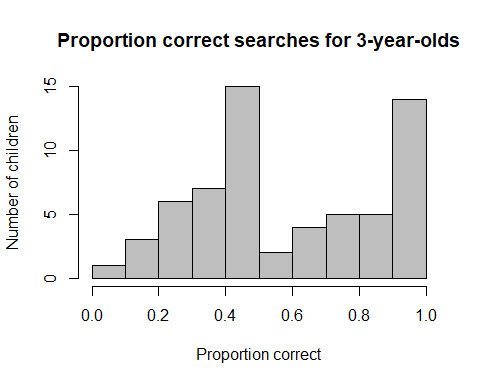 Proportion correct searches for 3-year-olds
Number of children
15
10
5
0
0.0 0.2 0.4 0.6 0.8 1.0
Proportion correct